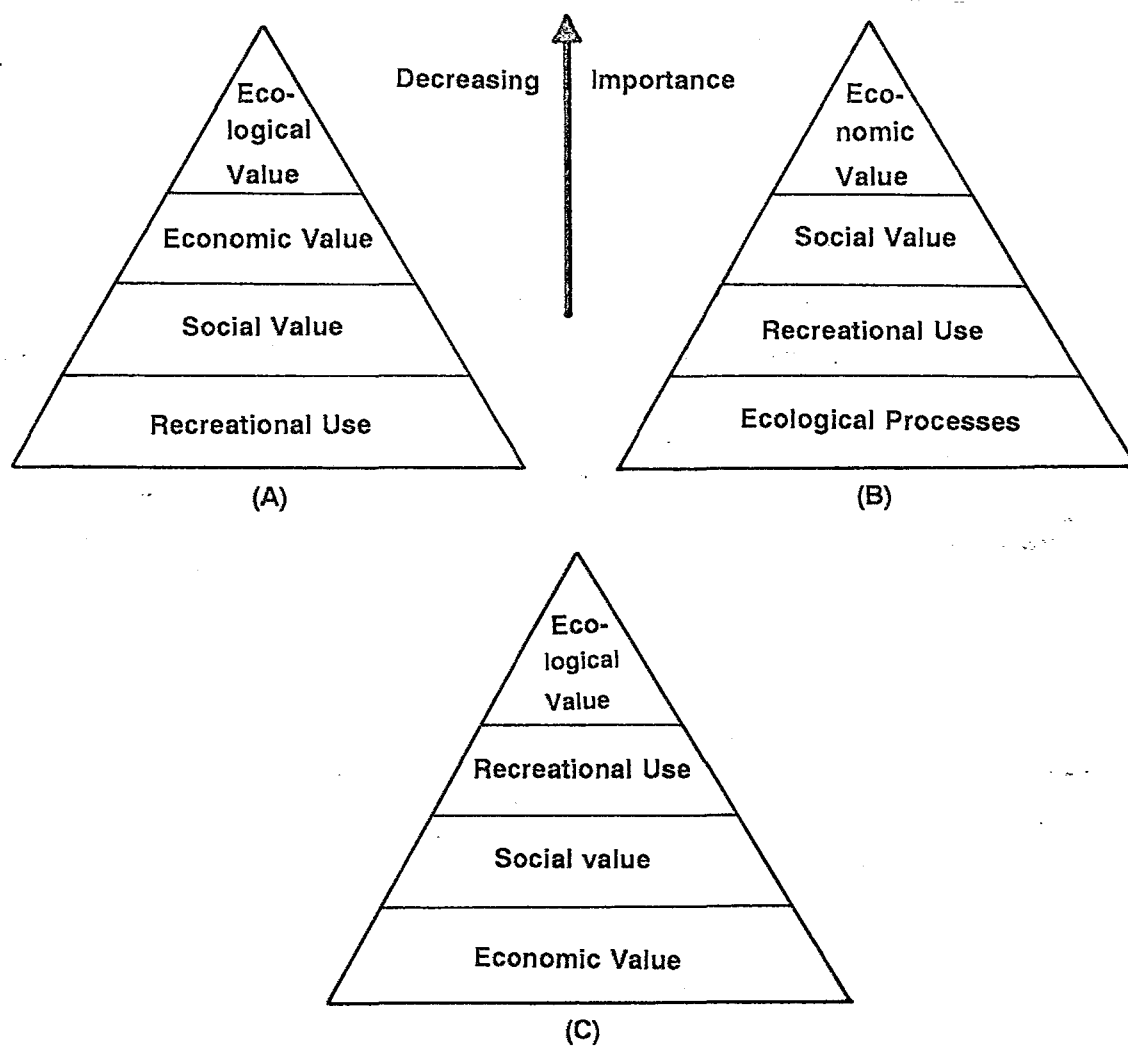 Eco-
logical
Value
Economic Value
Social Value
Recreational Use
(A)
Decreasing Importance
Eco-
nomic
Value
Social Value
Recreational Use
Ecological Processes
(B)
Eco-
logical
Value
Recreational Use
Social value
Economic Value
(C)